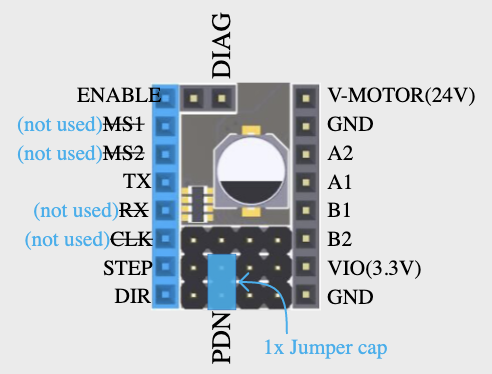 DIAG
ENABLE
(not used) MS1
(not used) MS2
TX
(not used) RX
(not used) CLK
STEP
DIR
V-MOTOR(24V)
GND
A2
A1
B1
B2
VIO(3.3V)
GND
PDN
1x Jumper cap